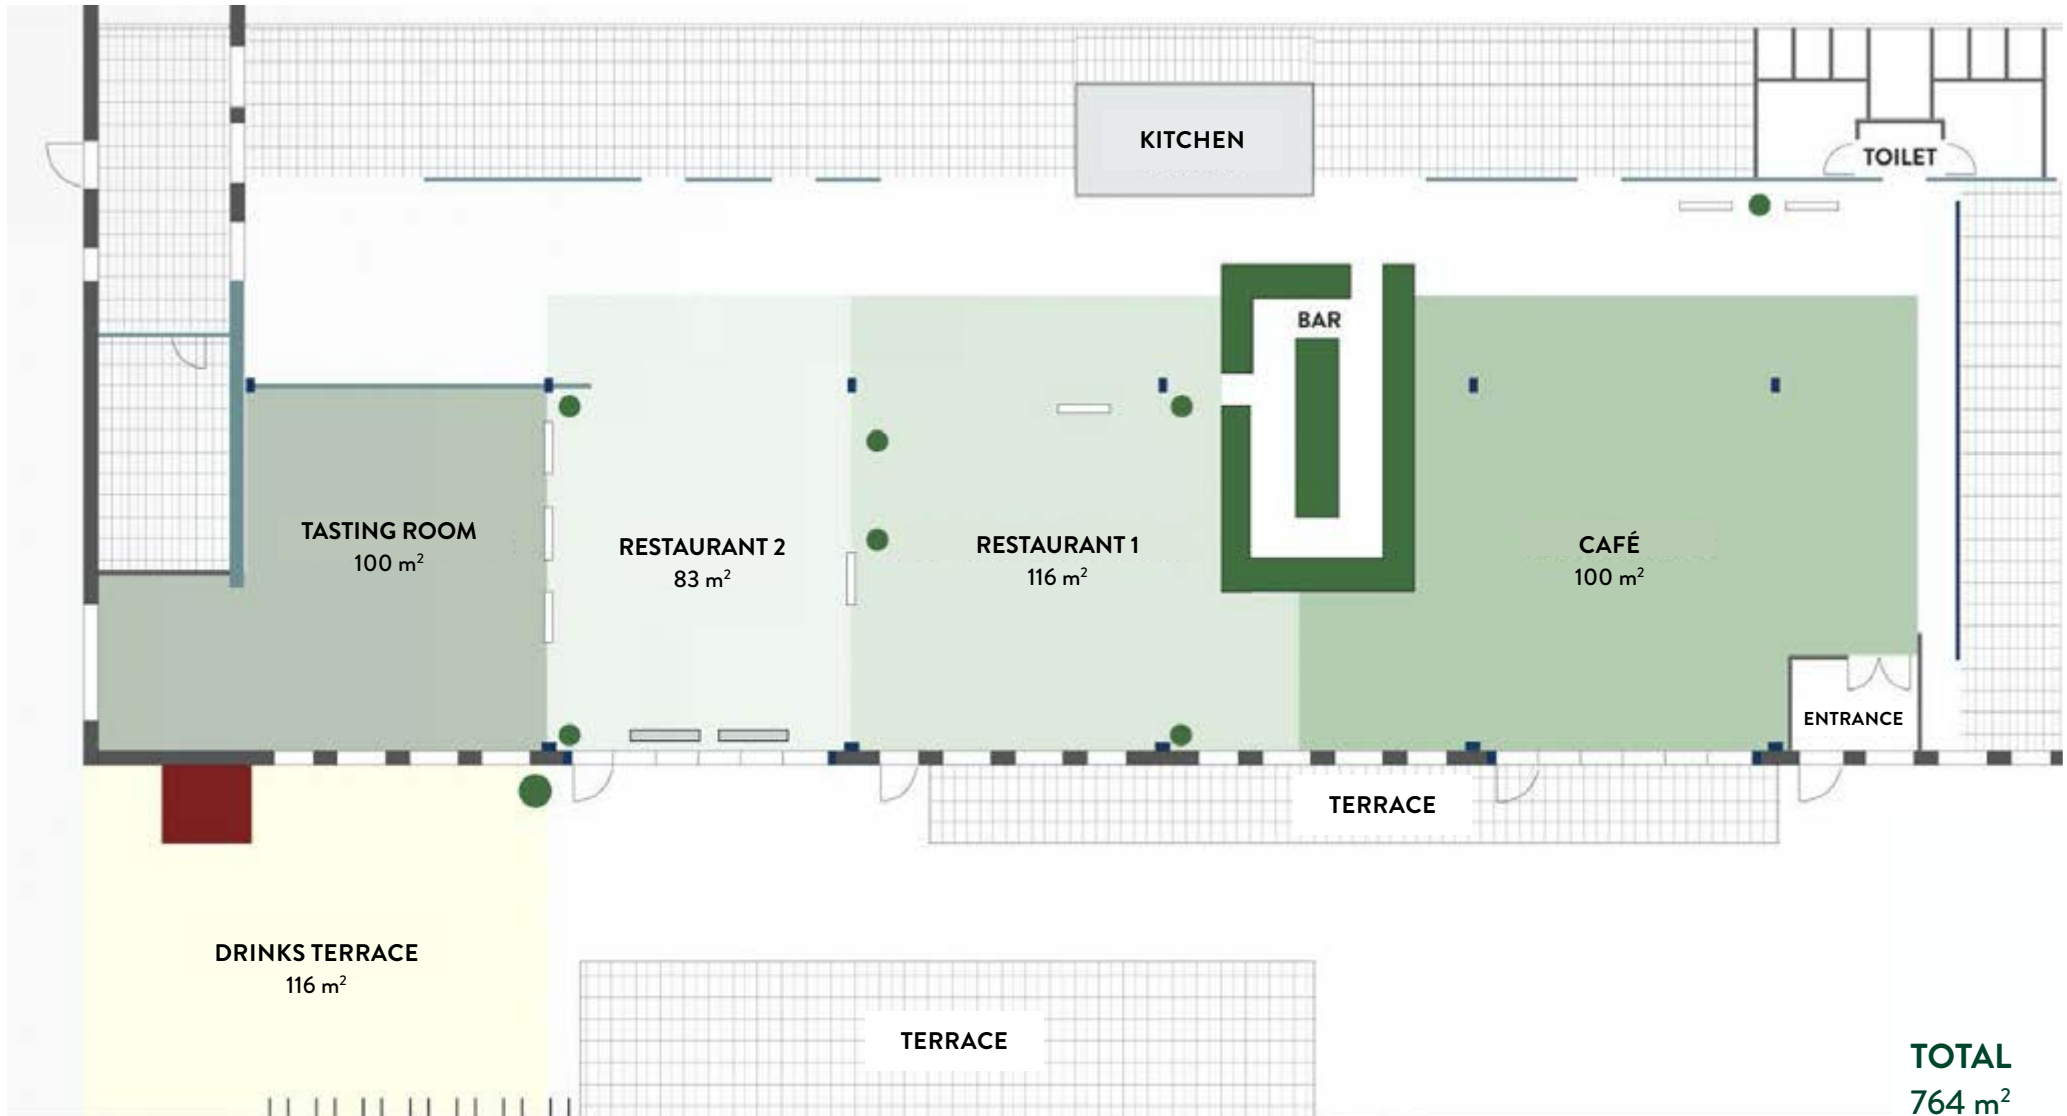 KITCHEN
TOILET
BAR
TASTING ROOM
100 m²
RESTAURANT 2
83 m²
RESTAURANT 1
116 m²
CAFÉ
100 m²
ENTRANCE
TERRACE
DRINKS TERRACE
116 m²
TERRACE
TOTAL
764 m²